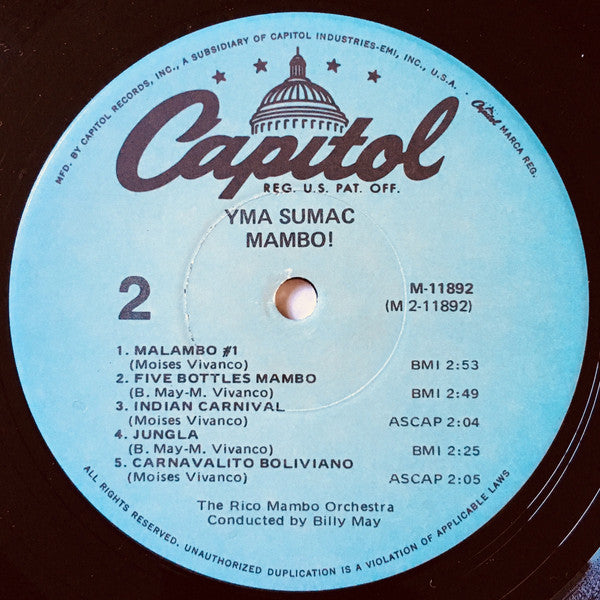 MFD. BY CAPITOL RECORDS, INC., A SUBSIDIARY OF CAPITOL INDUSTRIES-EMI, INC., U.S.A. • Capitol MARCA REG.
Capitol
REG. U.S. PAT. OFF.
YMA SUMAC
MAMBO!
2
M-11892
(M 2-11892)
1. MALAMBO #1
(Moises Vivanco) BMI 2:53
2. FIVE BOTTLES MAMBO
(B. May-M. Vivanco) BMI 2:49
3. INDIAN CARNIVAL
(Moises Vivanco) ASCAP 2:04
4. JUNGLA
(B. May-M. Vivanco) BMI 2:25
5. CARNAVALITO BOLIVIANO
(Moises Vivanco) ASCAP 2:05
The Rico Mambo Orchestra
Conducted by Billy May
ALL RIGHTS RESERVED. UNAUTHORIZED DUPLICATION IS A VIOLATION OF APPLICABLE LAWS